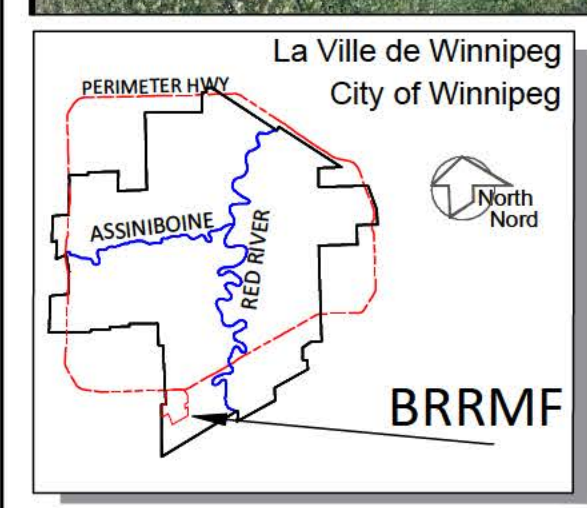 La Ville de Winnipeg
City of Winnipeg
PERIMETER HWY
North
Nord
ASSINIBOINE
RED RIVER
BRRMF